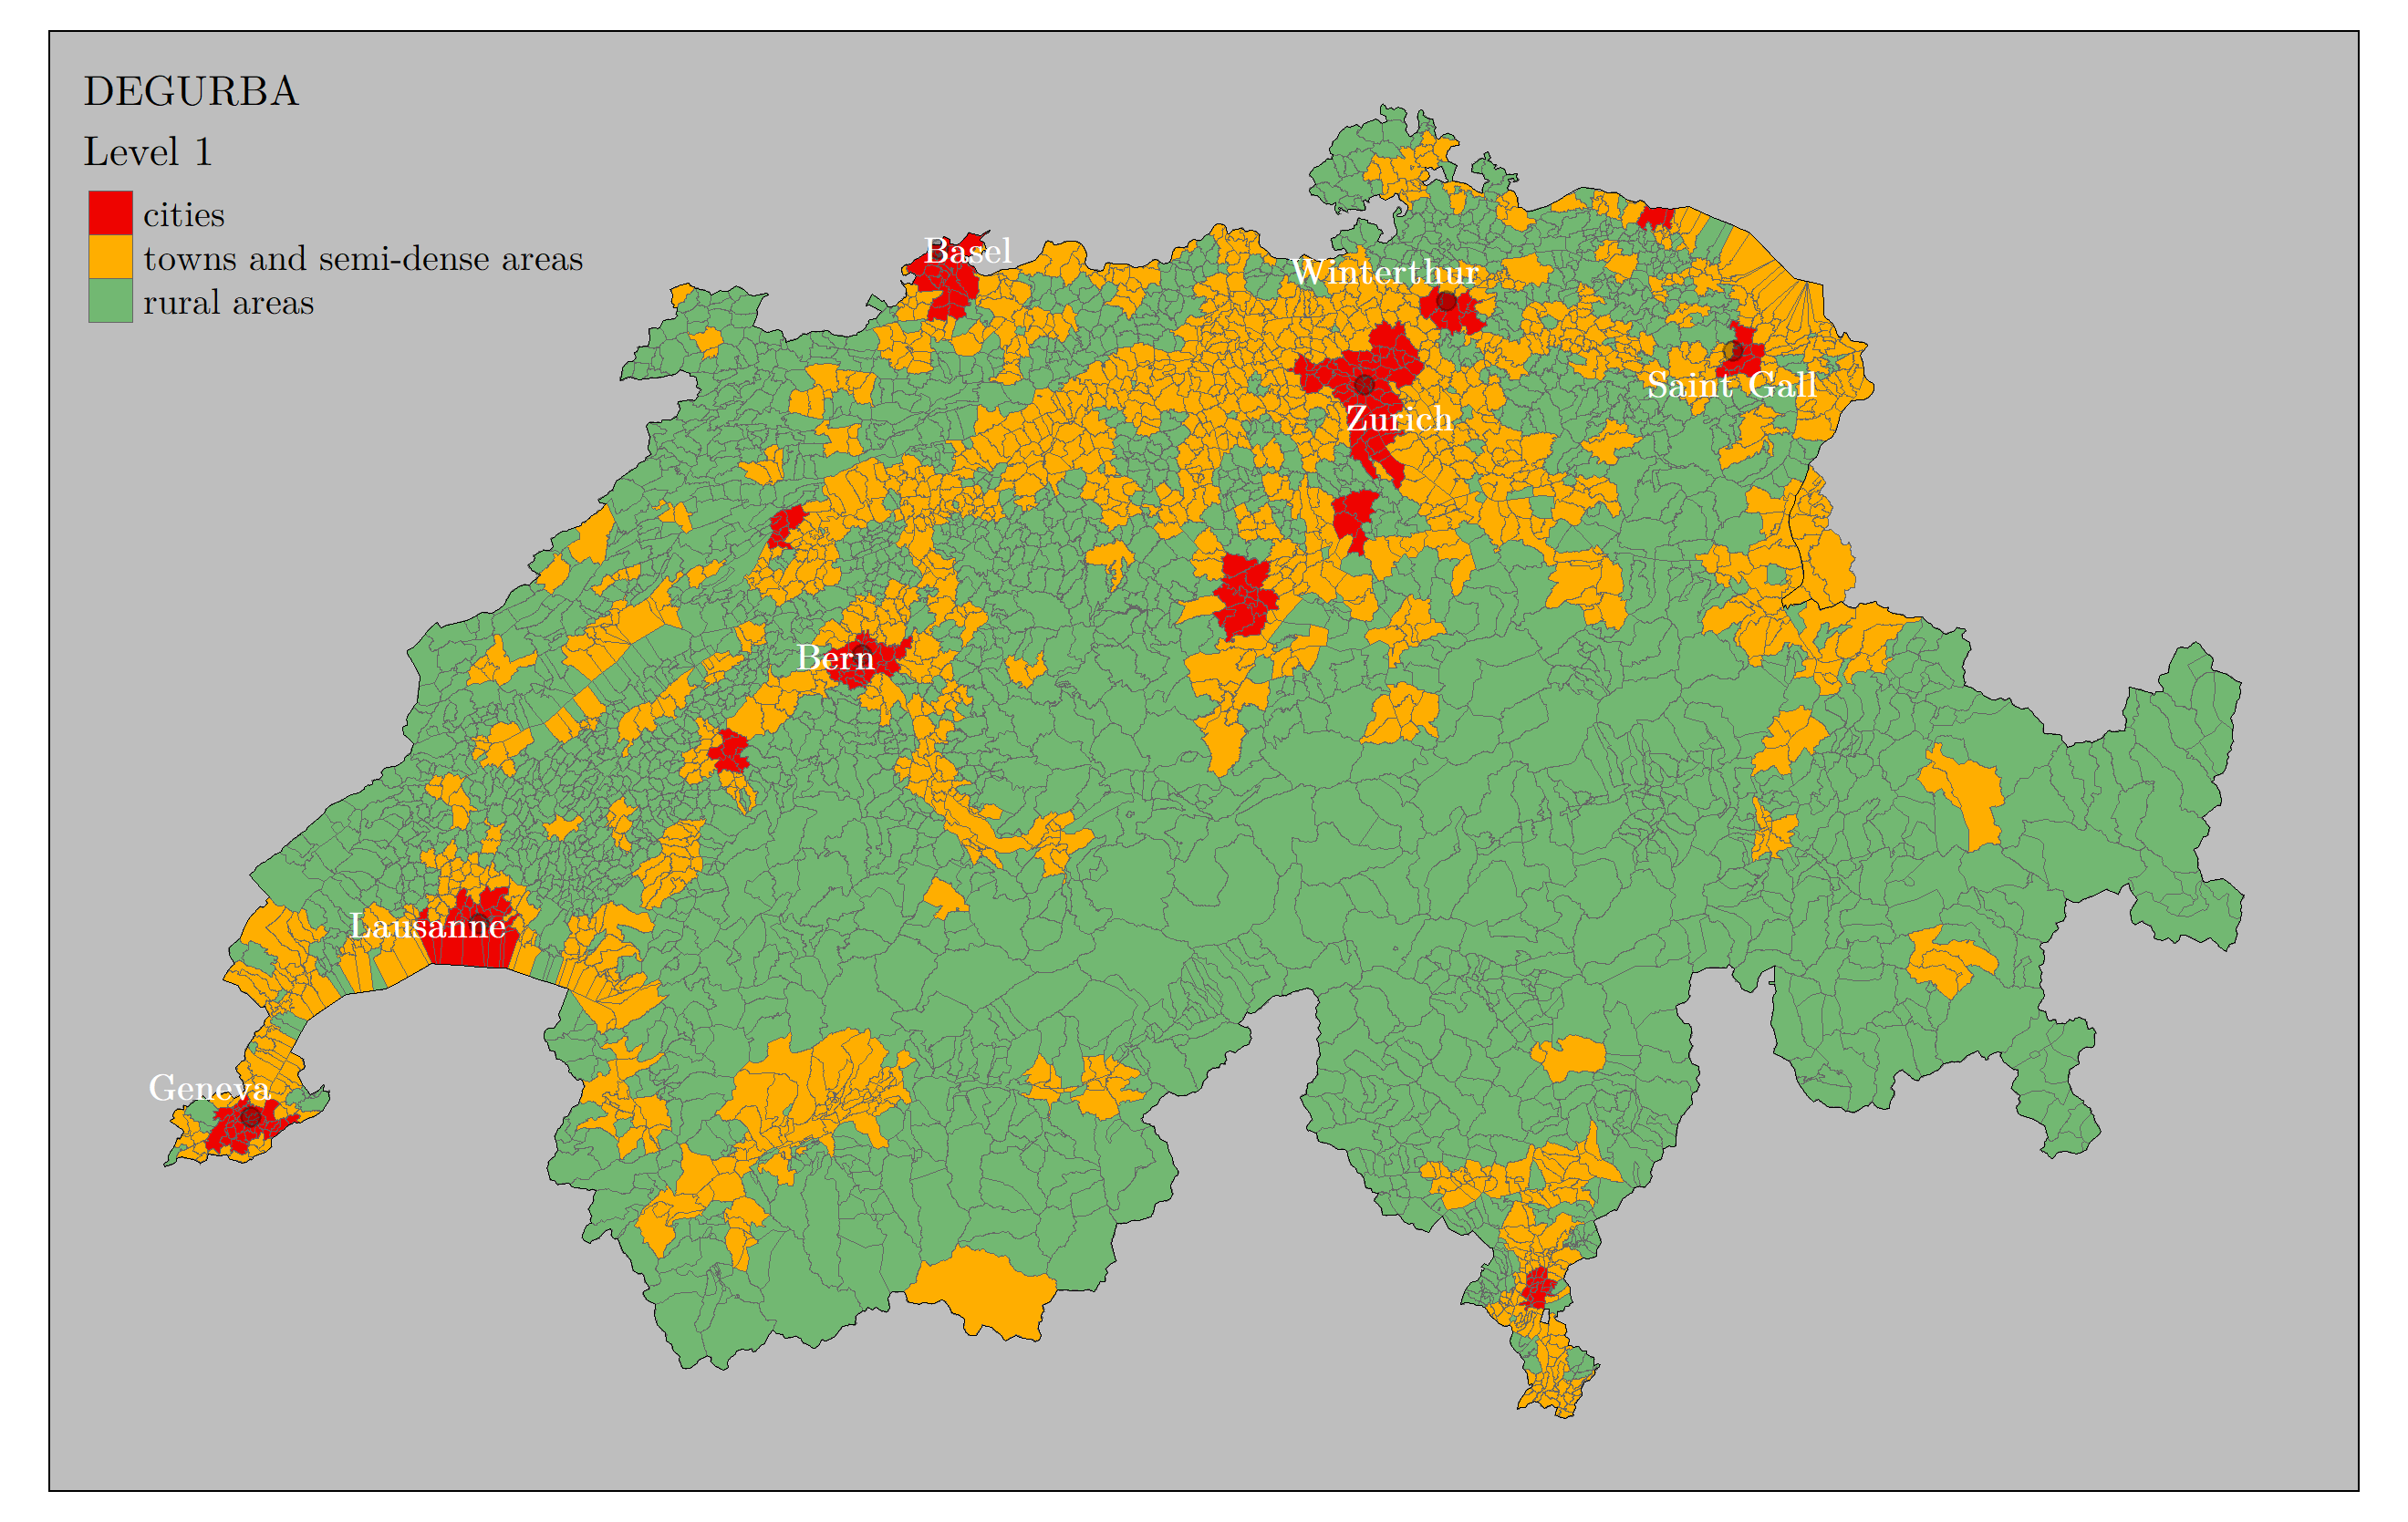 DEGURBA
Level 1
cities
towns and semi-dense areas
rural areas
Basel
Winterthur
Saint Gall
Zurich
Bern
Lausanne
Geneva